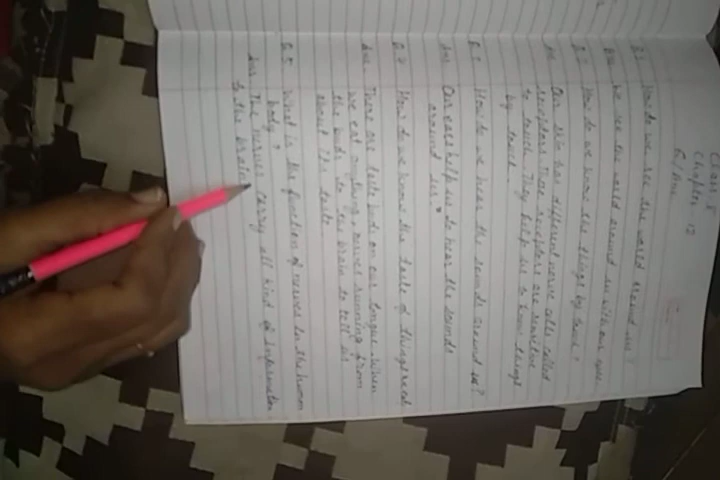 Class 5
Chapter - 12
Q/Ans
Q.1 How do we see the world around us?
Ans we see the world around us with our eyes.
Q.2 How do we know the things by touch?
Ans Our skin has different nerve cells called
receptors. These receptors are sensitive
to touch. They help us to know things
by touch.
Q.3 How do we hear the sounds around us?
Ans Our ears help us to hear the sounds
around us.
Q.4 How do we know the taste of things
Ans. There are taste buds on our tongue. When
we eat anything, nerves running from
the buds to the brain to tell us
about its taste.
Q.5 What is the function of nerves in the human
body?
Ans The nerves carry all kind of information
to the brain